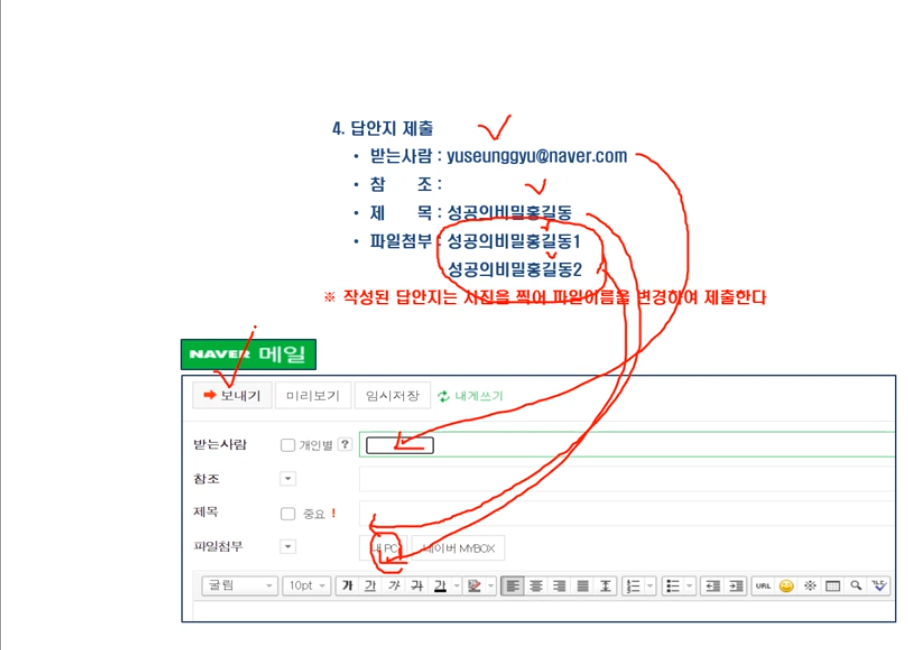 4. 답안지 제출
• 받는사람 : yuseunggyu@naver.com
• 참 조 :
• 제 목 : 성공의비밀홍길동
• 파일첨부 : 성공의비밀홍길동1
성공의비밀홍길동2
※ 작성된 답안지는 사진을 찍어 파일이름을 변경하여 제출한다
NAVER 메일
보내기 미리보기 임시저장 내게쓰기
받는사람 개인별 ?
참조
제목 중요 !
파일첨부 내 PC 네이버 MYBOX
굴림 10pt 가 가 가 가 가 URL